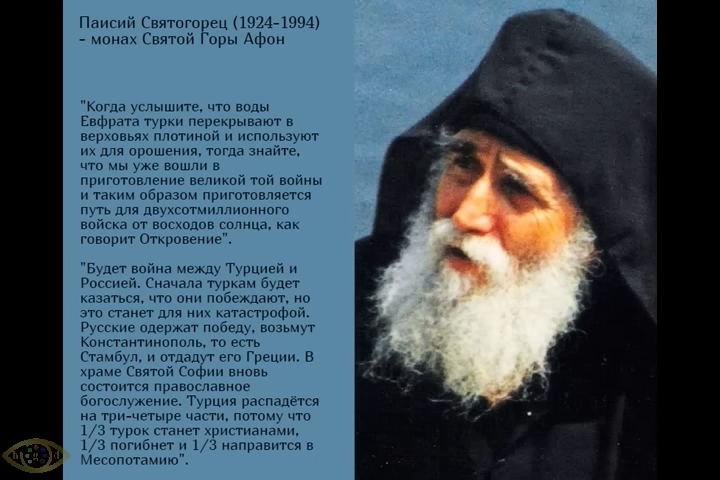 Паисий Святогорец (1924-1994)
- монах Святой Горы Афон
"Когда услышите, что воды
Евфрата турки перекрывают в
верховьях плотиной и используют
их для орошения, тогда знайте,
что мы уже вошли в
приготовление великой той войны
и таким образом приготовляется
путь для двухсотмиллионного
войска от восходов солнца, как
говорит Откровение".
"Будет война между Турцией и
Россией. Сначала туркам будет
казаться, что они побеждают, но
это станет для них катастрофой.
Русские одержат победу, возьмут
Константинополь, то есть
Стамбул, и отдадут его Греции. В
храме Святой Софии вновь
состоится православное
богослужение. Турция распадётся
на три-четыре части, потому что
1/3 турок станет христианами,
1/3 погибнет и 1/3 направится в
Месопотамию".